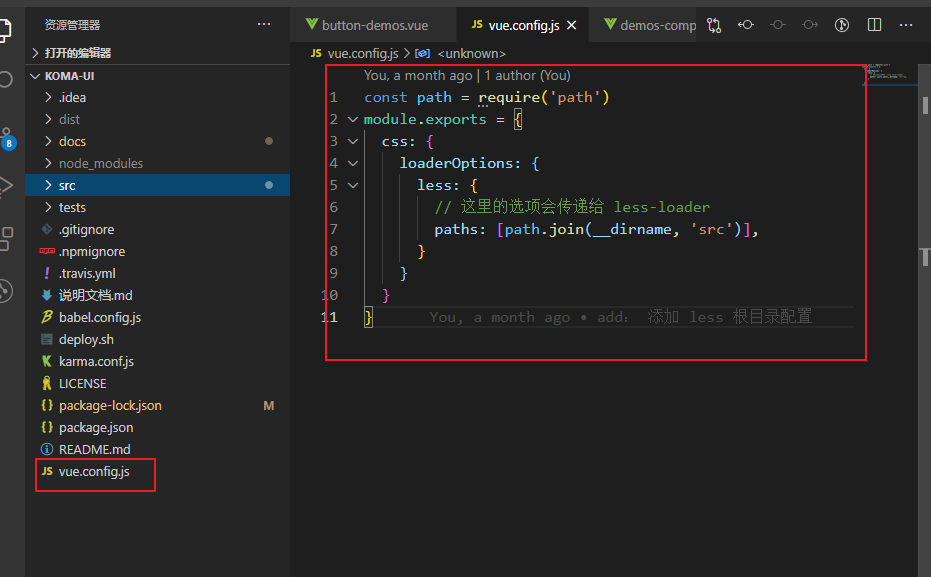 资源管理器 ···
button-demos.vue
JS vue.config.js
demos-comp
打开的编辑器
JS vue.config.js > <unknown>
KOMA-UI
.idea
dist
docs
node_modules
src
tests
.gitignore
npm .npmignore
! .travis.yml
说明文档.md
babel.config.js
deploy.sh
karma.conf.js
LICENSE
{} package-lock.json M
{} package.json
README.md
JS vue.config.js
8
You, a month ago | 1 author (You)
1 const path = require('path')
2 module.exports = {
3 css: {
4 loaderOptions: {
5 less: {
6 // 这里的选项会传递给 less-loader
7 paths: [path.join(__dirname, 'src')],
8 }
9 }
10 }
11 } You, a month ago • add: 添加 less 根目录配置